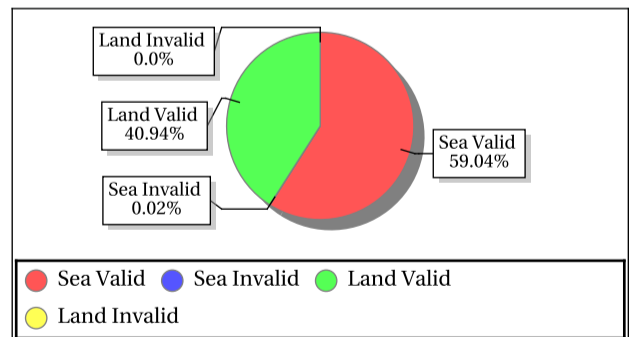 Land Invalid
0.0%
Land Valid
40.94%
Sea Valid
59.04%
Sea Invalid
0.02%
Sea Valid
Sea Invalid
Land Valid
Land Invalid